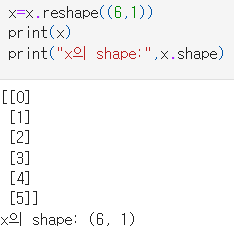 x=x.reshape((6,1))
print(x)
print("x의 shape:",x.shape)
[[0]
 [1]
 [2]
 [3]
 [4]
 [5]]
x의 shape: (6, 1)